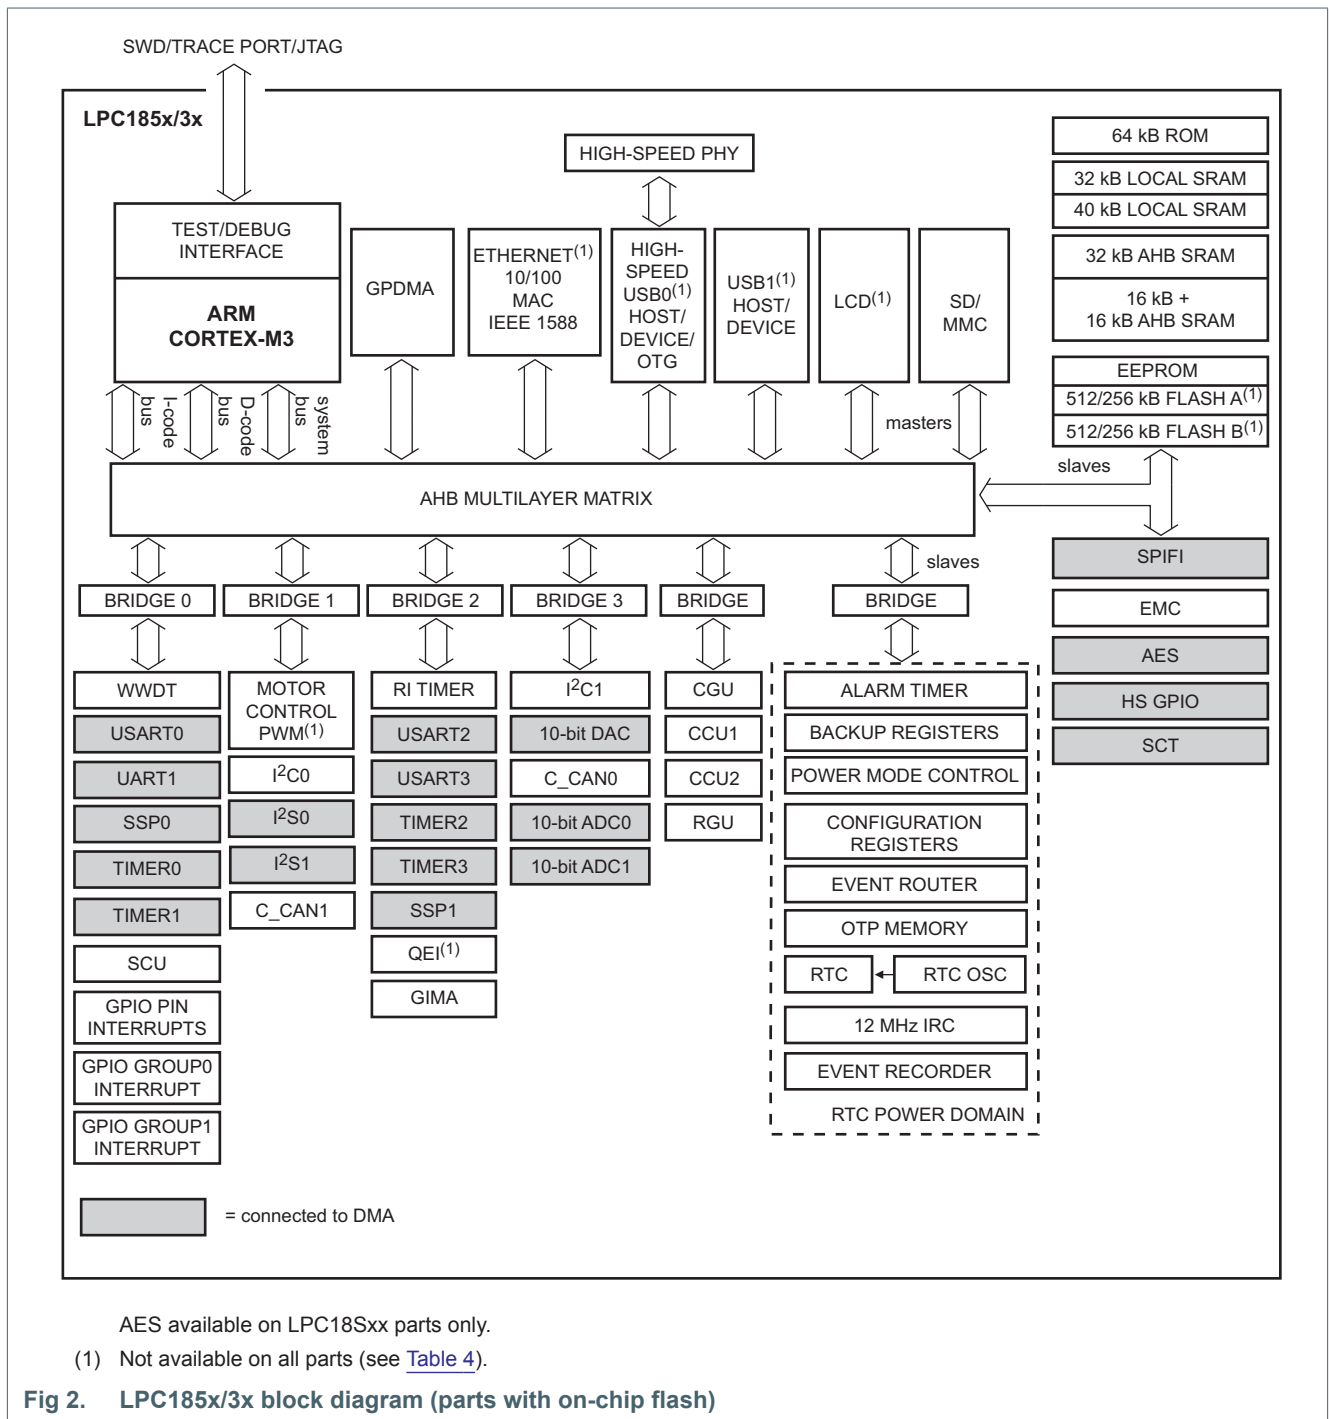 SWD/TRACE PORT/JTAG
LPC185x/3x
HIGH-SPEED PHY
TEST/DEBUG
INTERFACE
ARM
CORTEX-M3
GPDMA
ETHERNET(1)
10/100
MAC
IEEE 1588
HIGH-
SPEED
USB0(1)
HOST/
DEVICE/
OTG
USB1(1)
HOST/
DEVICE
LCD(1)
SD/
MMC
64 kB ROM
32 kB LOCAL SRAM
40 kB LOCAL SRAM
32 kB AHB SRAM
16 kB +
16 kB AHB SRAM
EEPROM
512/256 kB FLASH A(1)
512/256 kB FLASH B(1)
I-code
bus
D-code
bus
system
bus
masters
slaves
AHB MULTILAYER MATRIX
slaves
BRIDGE 0
BRIDGE 1
BRIDGE 2
BRIDGE 3
BRIDGE
BRIDGE
WWDT
USART0
UART1
SSP0
TIMER0
TIMER1
SCU
GPIO PIN
INTERRUPTS
GPIO GROUP0
INTERRUPT
GPIO GROUP1
INTERRUPT
MOTOR
CONTROL
PWM(1)
I2C0
I2S0
I2S1
C_CAN1
RI TIMER
USART2
USART3
TIMER2
TIMER3
SSP1
QEI(1)
GIMA
I2C1
10-bit DAC
C_CAN0
10-bit ADC0
10-bit ADC1
CGU
CCU1
CCU2
RGU
ALARM TIMER
BACKUP REGISTERS
POWER MODE CONTROL
CONFIGURATION
REGISTERS
EVENT ROUTER
OTP MEMORY
RTC
RTC OSC
12 MHz IRC
EVENT RECORDER
RTC POWER DOMAIN
SPIFI
EMC
AES
HS GPIO
SCT
= connected to DMA
AES available on LPC18Sxx parts only.
(1) Not available on all parts (see Table 4).
Fig 2. LPC185x/3x block diagram (parts with on-chip flash)